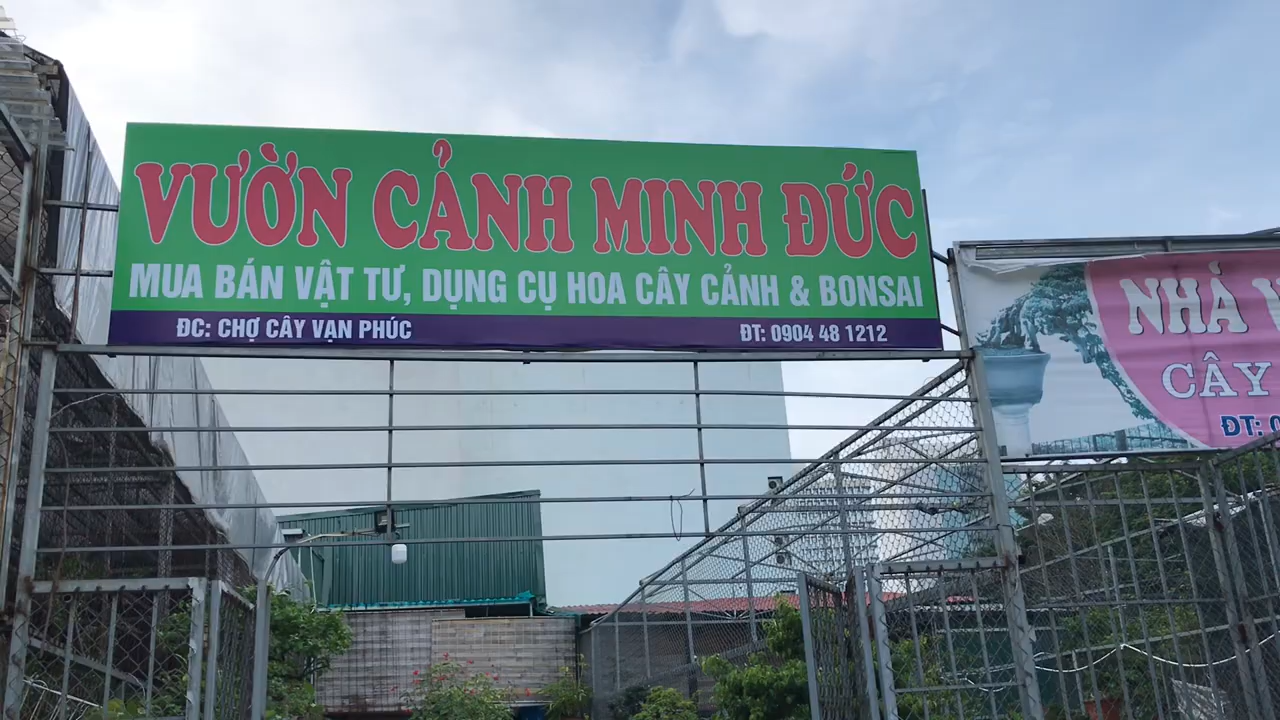 VƯỜN CẢNH MINH ĐỨC
MUA BÁN VẬT TƯ, DỤNG CỤ HOA CÂY CẢNH & BONSAI
ĐC: CHỢ CÂY VẠN PHÚC
ĐT: 0904 48 1212
NHÀ
CÂY
ĐT: 0